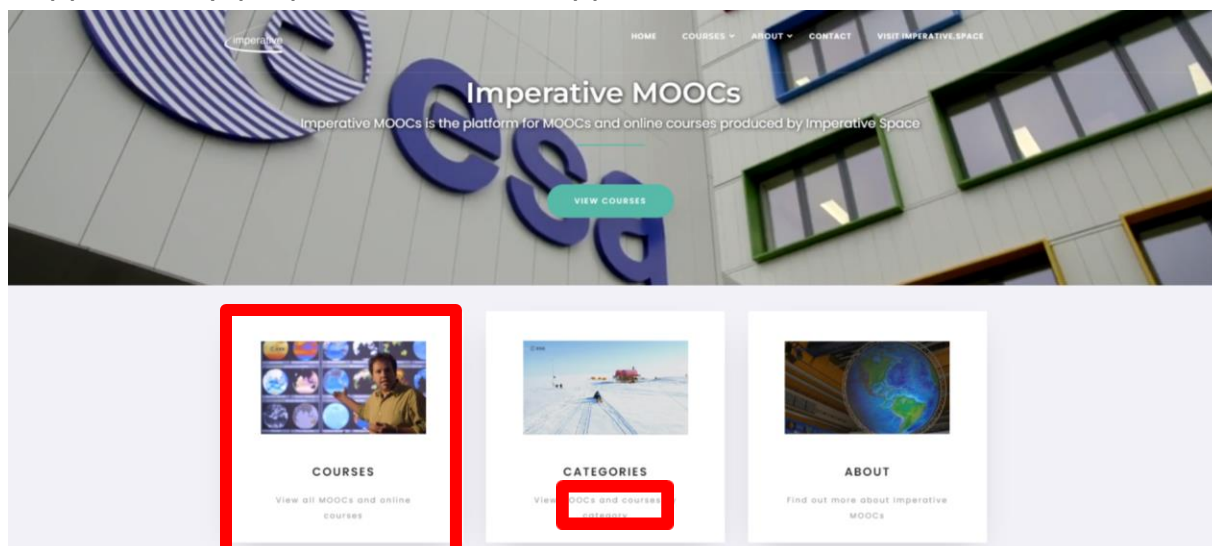 imperative
HOME COURSES ABOUT CONTACT VISIT IMPERATIVE.SPACE
Imperative MOOCs
Imperative MOOCs is the platform for MOOCs and online courses produced by Imperative Space
esa
VIEW COURSES
COURSES
View all MOOCs and online
courses
CATEGORIES
View and courses
category
ABOUT
Find out more about Imperative
MOOCs